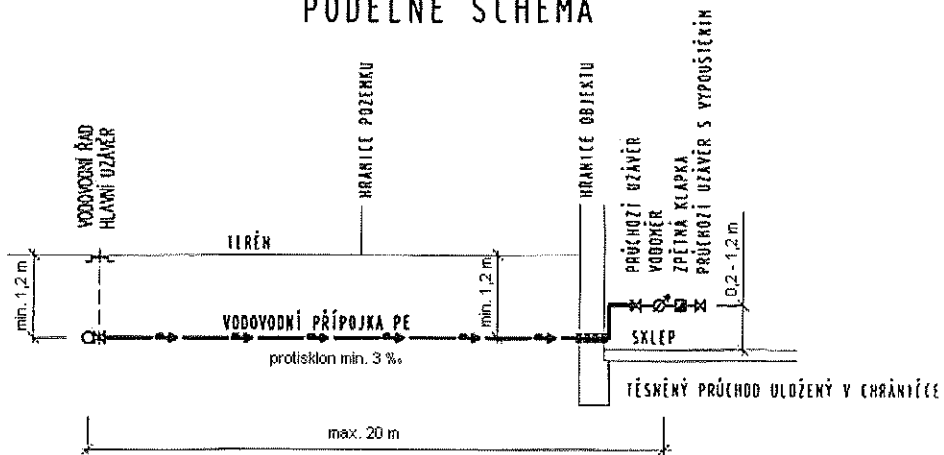 PODÉLNÉ SCHÉMA
VODOVODNÍ ŘAD
HLAVNÍ UZÁVĚR
HRANICE POZEMKU
HRANICE OBJEKTU
PRŮCHOZÍ UZÁVĚR
VODOMĚR
ZPĚTNÁ KLAPKA
PRŮCHOZÍ UZÁVĚR S VYPOUŠTĚNÍM
TERÉN
min. 1,2 m
min. 1,2 m
0,2 - 1,2 m
VODOVODNÍ PŘÍPOJKA PE
protisklon min. 3 ‰
SKLEP
TĚSNĚNÝ PRŮCHOD ULOŽENÝ V CHRÁNIČCE
max. 20 m